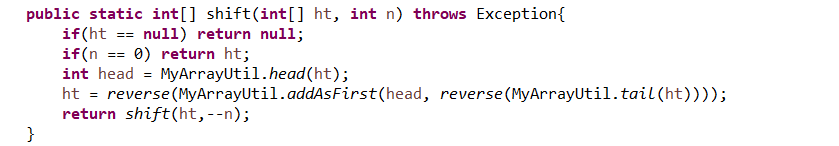 public static int[] shift(int[] ht, int n) throws Exception{
    if(ht == null) return null;
    if(n == 0) return ht;
    int head = MyArrayUtil.head(ht);
    ht = reverse(MyArrayUtil.addAsFirst(head, reverse(MyArrayUtil.tail(ht))));
    return shift(ht,--n);
}